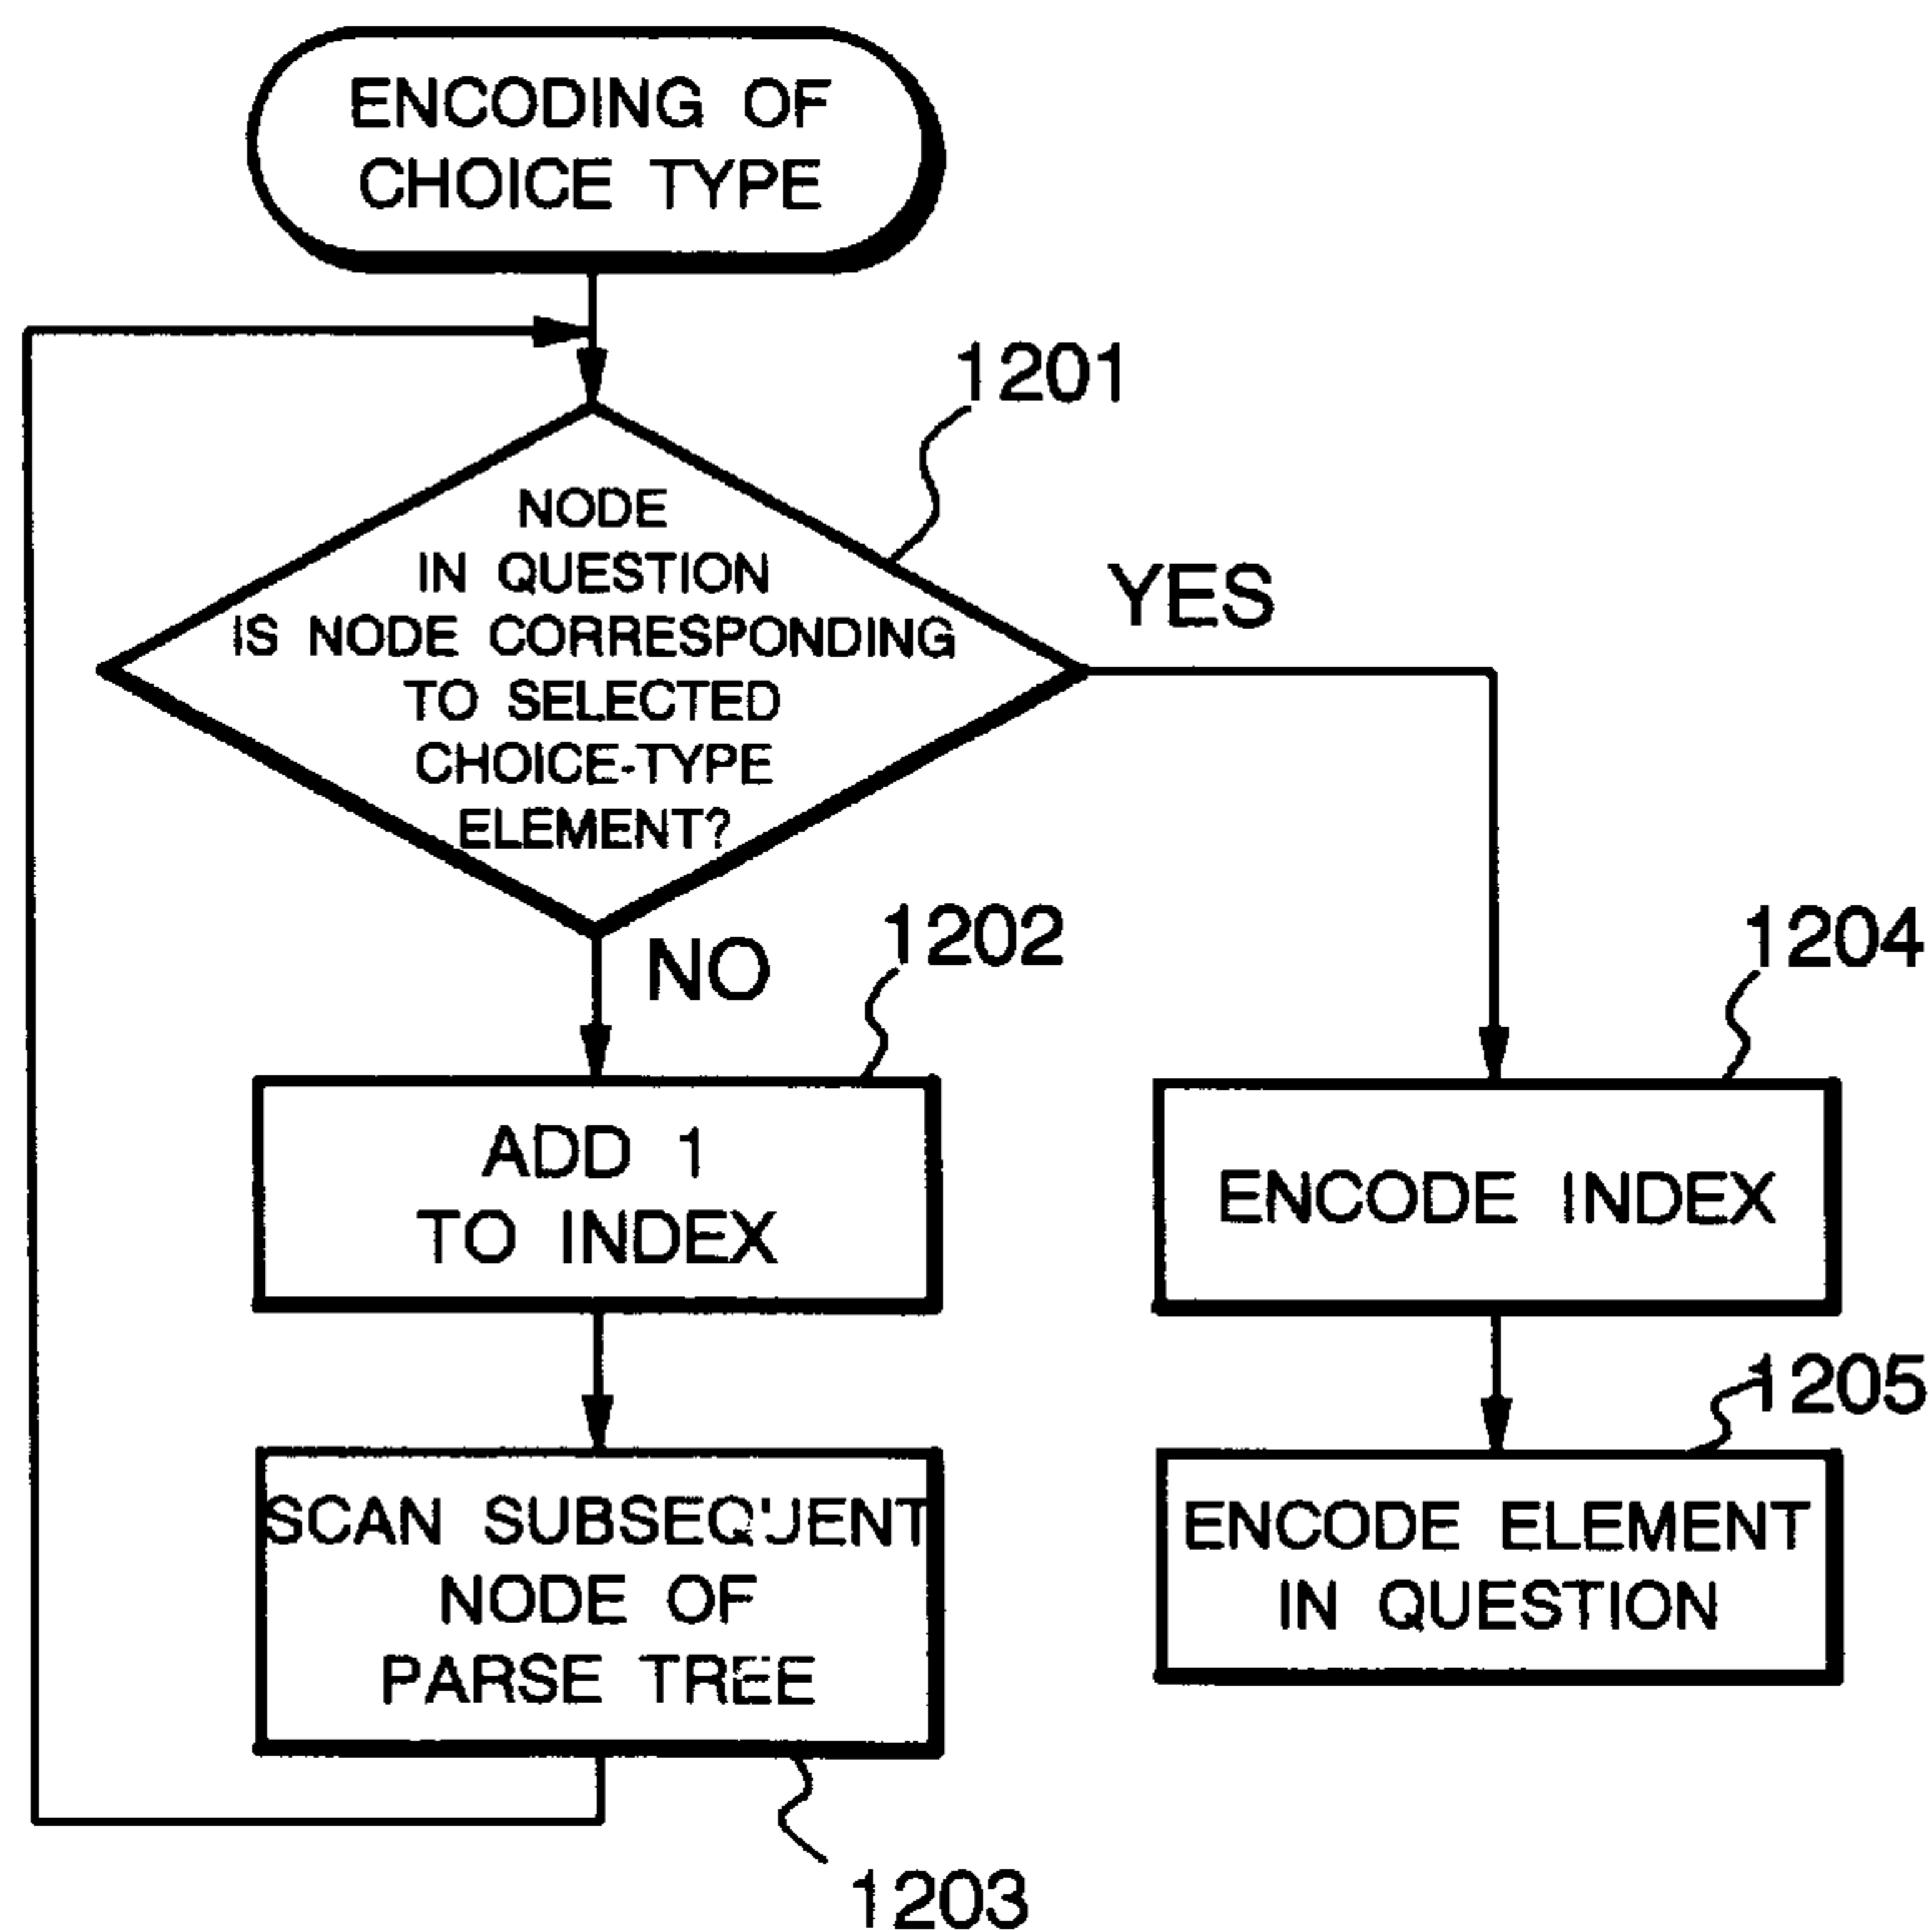 ENCODING OF
CHOICE TYPE
1201
NODE
IN QUESTION
IS NODE CORRESPONDING
TO SELECTED
CHOICE-TYPE
ELEMENT?
YES
NO
1202
ADD 1
TO INDEX
SCAN SUBSEQUENT
NODE OF
PARSE TREE
1203
1204
ENCODE INDEX
1205
ENCODE ELEMENT
IN QUESTION